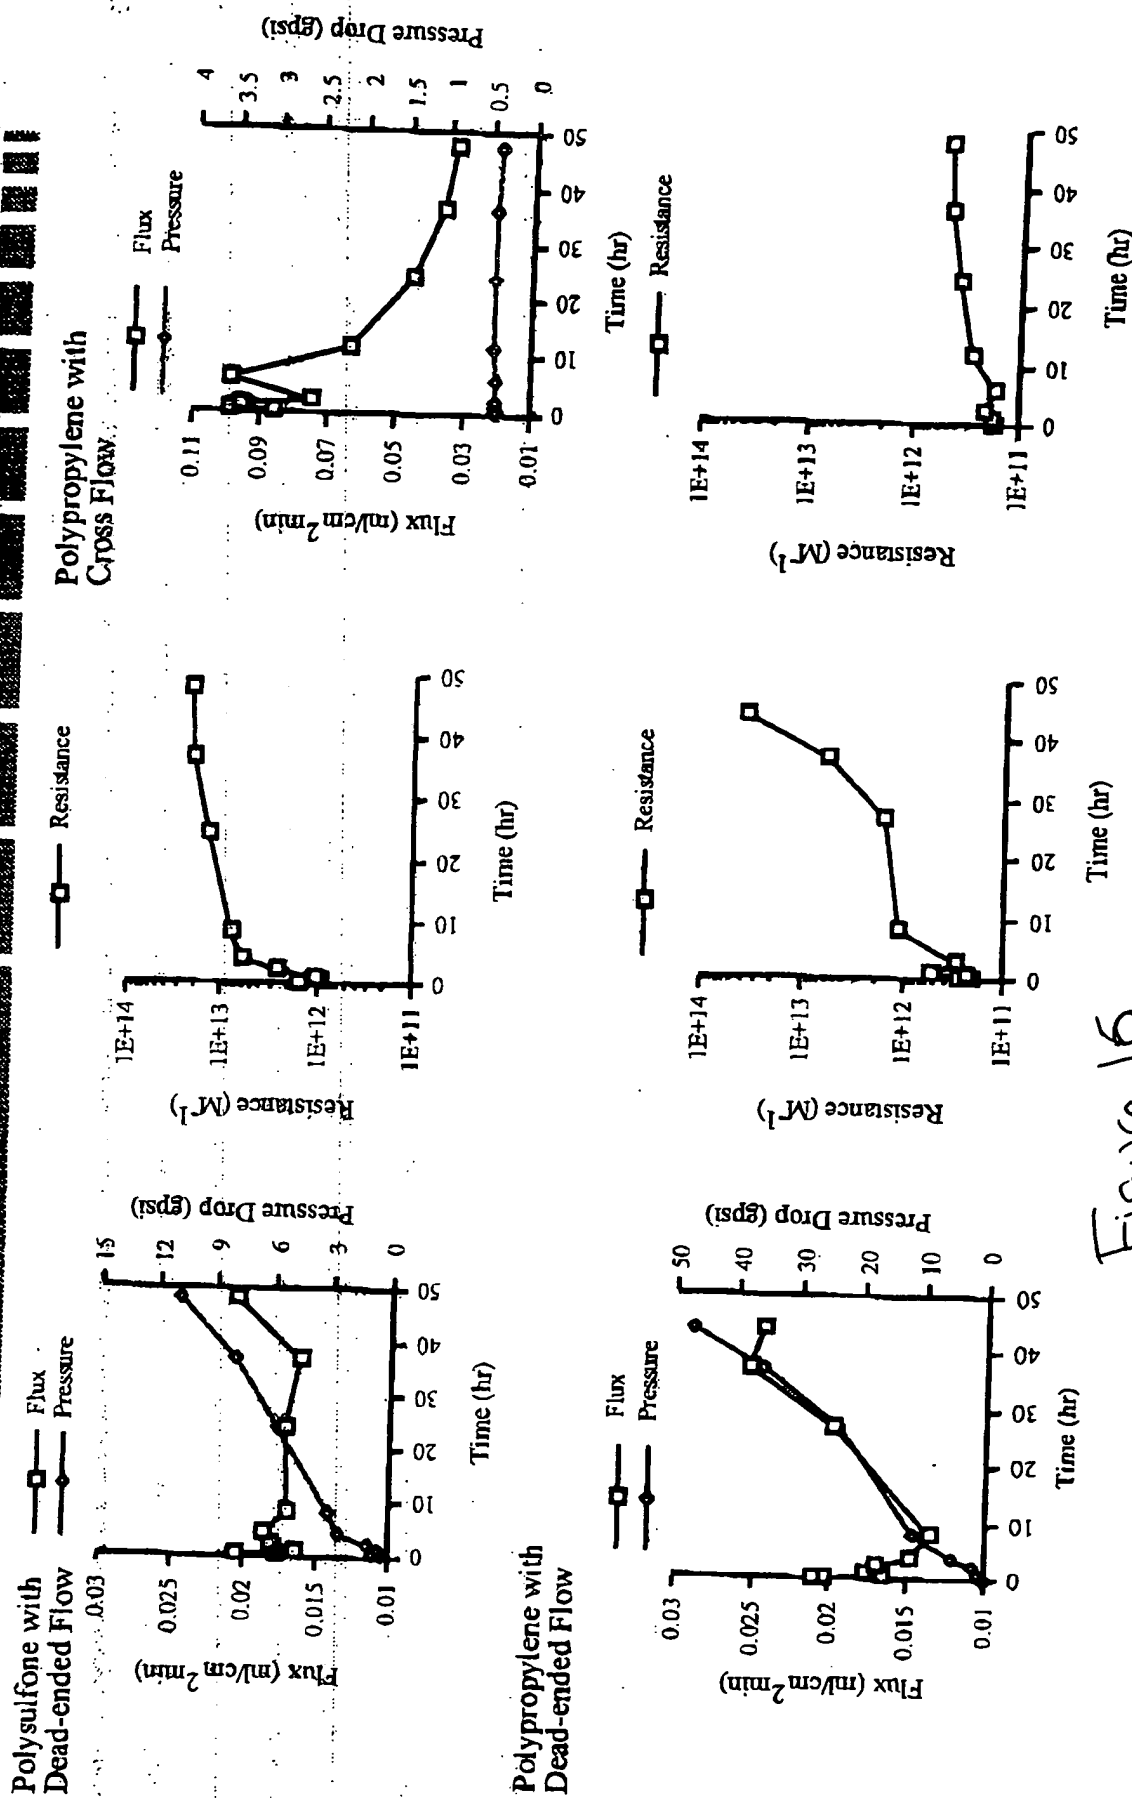 Polysulfone with
Dead-ended Flow
Flux
Pressure
Flux (ml/cm²min)
0.03
0.025
0.02
0.015
0.01
Pressure Drop (gpsi)
15
12
9
6
3
0
0
10
20
30
40
50
Time (hr)
Resistance
Resistance (M⁻¹)
1E+14
1E+13
1E+12
1E+11
0
10
20
30
40
50
Time (hr)
Polypropylene with
Cross Flow
Flux
Pressure
Flux (ml/cm²min)
0.11
0.09
0.07
0.05
0.03
0.01
Pressure Drop (gpsi)
4
3.5
3
2.5
2
1.5
1
0.5
0
0
10
20
30
40
50
Time (hr)
Polypropylene with
Dead-ended Flow
Flux
Pressure
Flux (ml/cm²min)
0.03
0.025
0.02
0.015
0.01
Pressure Drop (gpsi)
50
40
30
20
10
0
0
10
20
30
40
50
Time (hr)
Resistance
Resistance (M⁻¹)
1E+14
1E+13
1E+12
1E+11
0
10
20
30
40
50
Time (hr)
Resistance
Resistance (M⁻¹)
1E+14
1E+13
1E+12
1E+11
0
10
20
30
40
50
Time (hr)
Figure 16